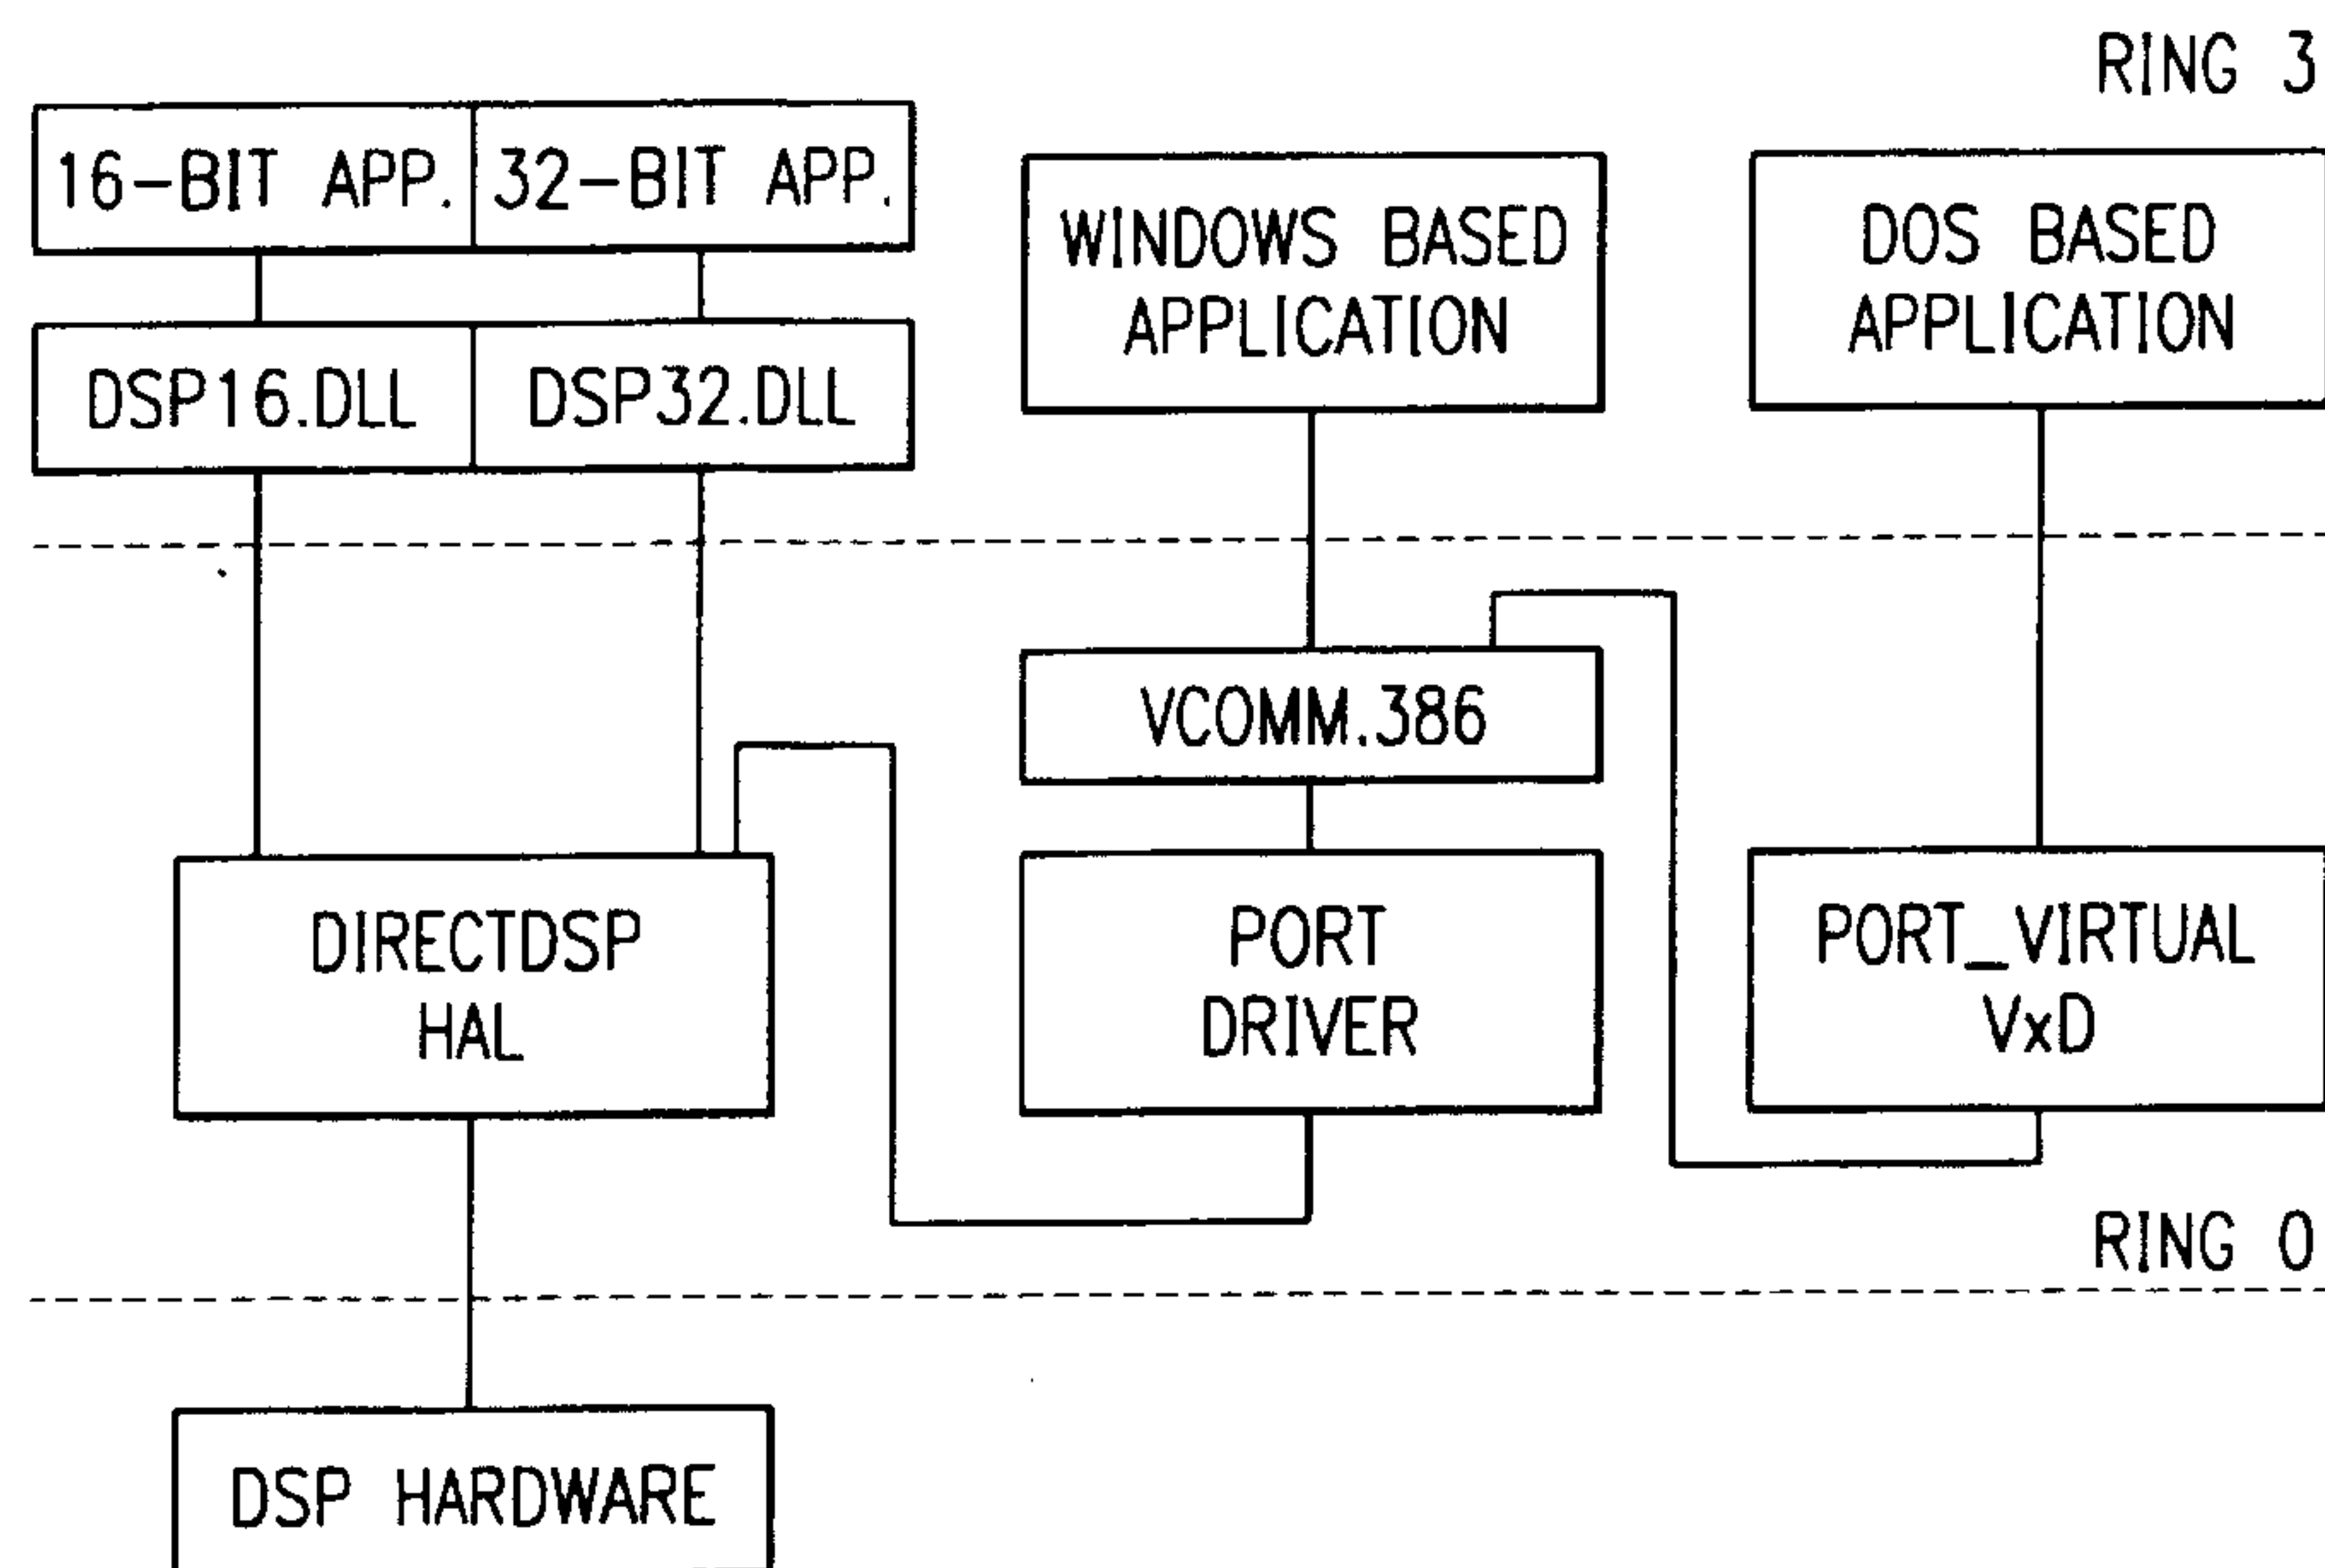 RING 3
16-BIT APP. 32-BIT APP.
WINDOWS BASED
APPLICATION
DOS BASED
APPLICATION
DSP16.DLL DSP32.DLL
VCOMM.386
DIRECTDSP
HAL
PORT
DRIVER
PORT_VIRTUAL
VxD
RING 0
DSP HARDWARE